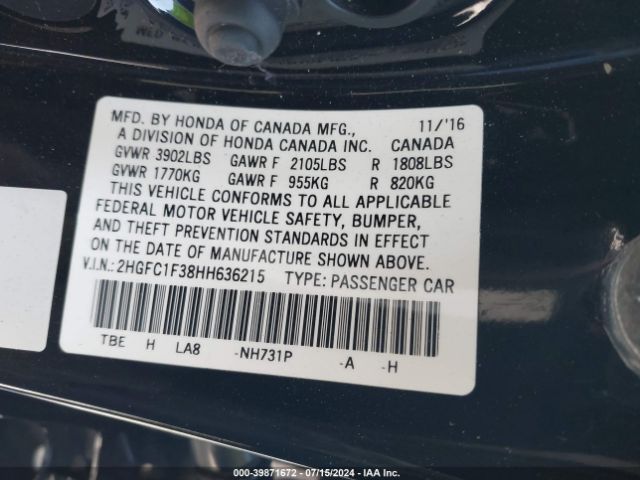 MFD. BY HONDA OF CANADA MFG., 11/'16
A DIVISION OF HONDA CANADA INC. CANADA
GVWR 3902LBS GAWR F 2105LBS R 1808LBS
GVWR 1770KG GAWR F 955KG R 820KG
THIS VEHICLE CONFORMS TO ALL APPLICABLE
FEDERAL MOTOR VEHICLE SAFETY, BUMPER,
AND THEFT PREVENTION STANDARDS IN EFFECT
ON THE DATE OF MANUFACTURE SHOWN ABOVE.
V.I.N.: 2HGFC1F38HH636215 TYPE: PASSENGER CAR
TBE H LA8 -NH731P -A -H
000-39871672 - 07/15/2024 - IAA Inc.